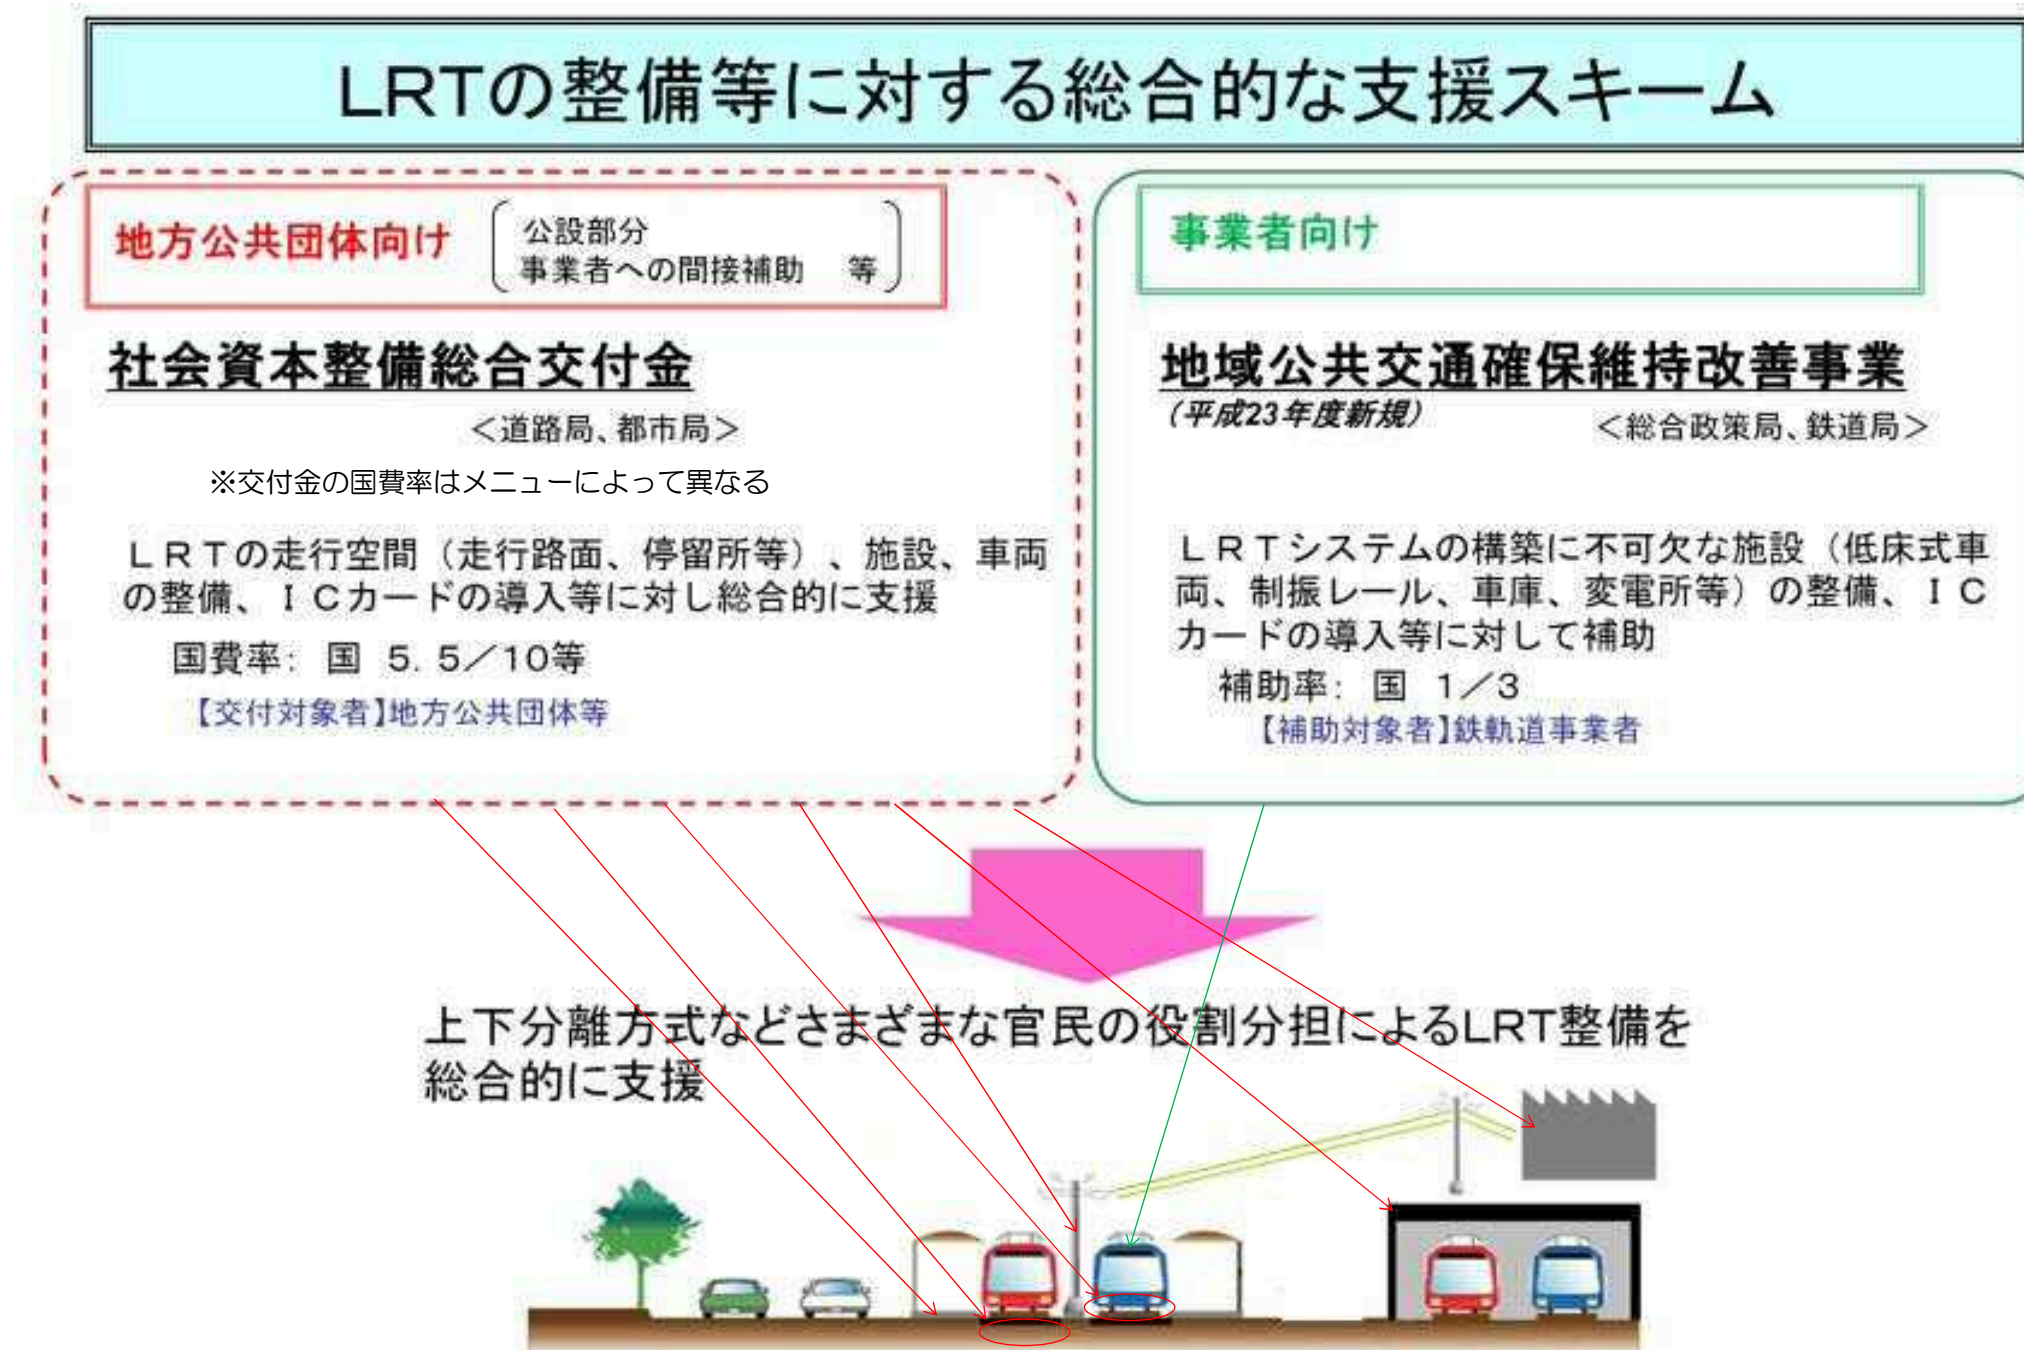 LRTの整備等に対する総合的な支援スキーム
地方公共団体向け
公設部分
事業者への間接補助 等
社会資本整備総合交付金
＜道路局、都市局＞
※交付金の国費率はメニューによって異なる
ＬＲＴの走行空間（走行路面、停留所等）、施設、車両
の整備、ＩＣカードの導入等に対し総合的に支援
国費率： 国 5．5／10等
【交付対象者】地方公共団体等
事業者向け
地域公共交通確保維持改善事業
（平成23年度新規）
＜総合政策局、鉄道局＞
ＬＲＴシステムの構築に不可欠な施設（低床式車
両、制振レール、車庫、変電所等）の整備、ＩＣ
カードの導入等に対して補助
補助率： 国 1／3
【補助対象者】鉄軌道事業者
上下分離方式などさまざまな官民の役割分担によるLRT整備を
総合的に支援